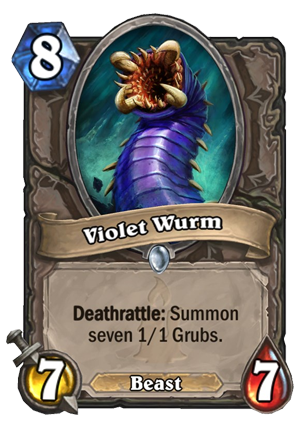 8
Violet Wurm
Deathrattle: Summon
seven 1/1 Grubs.
7
Beast
7